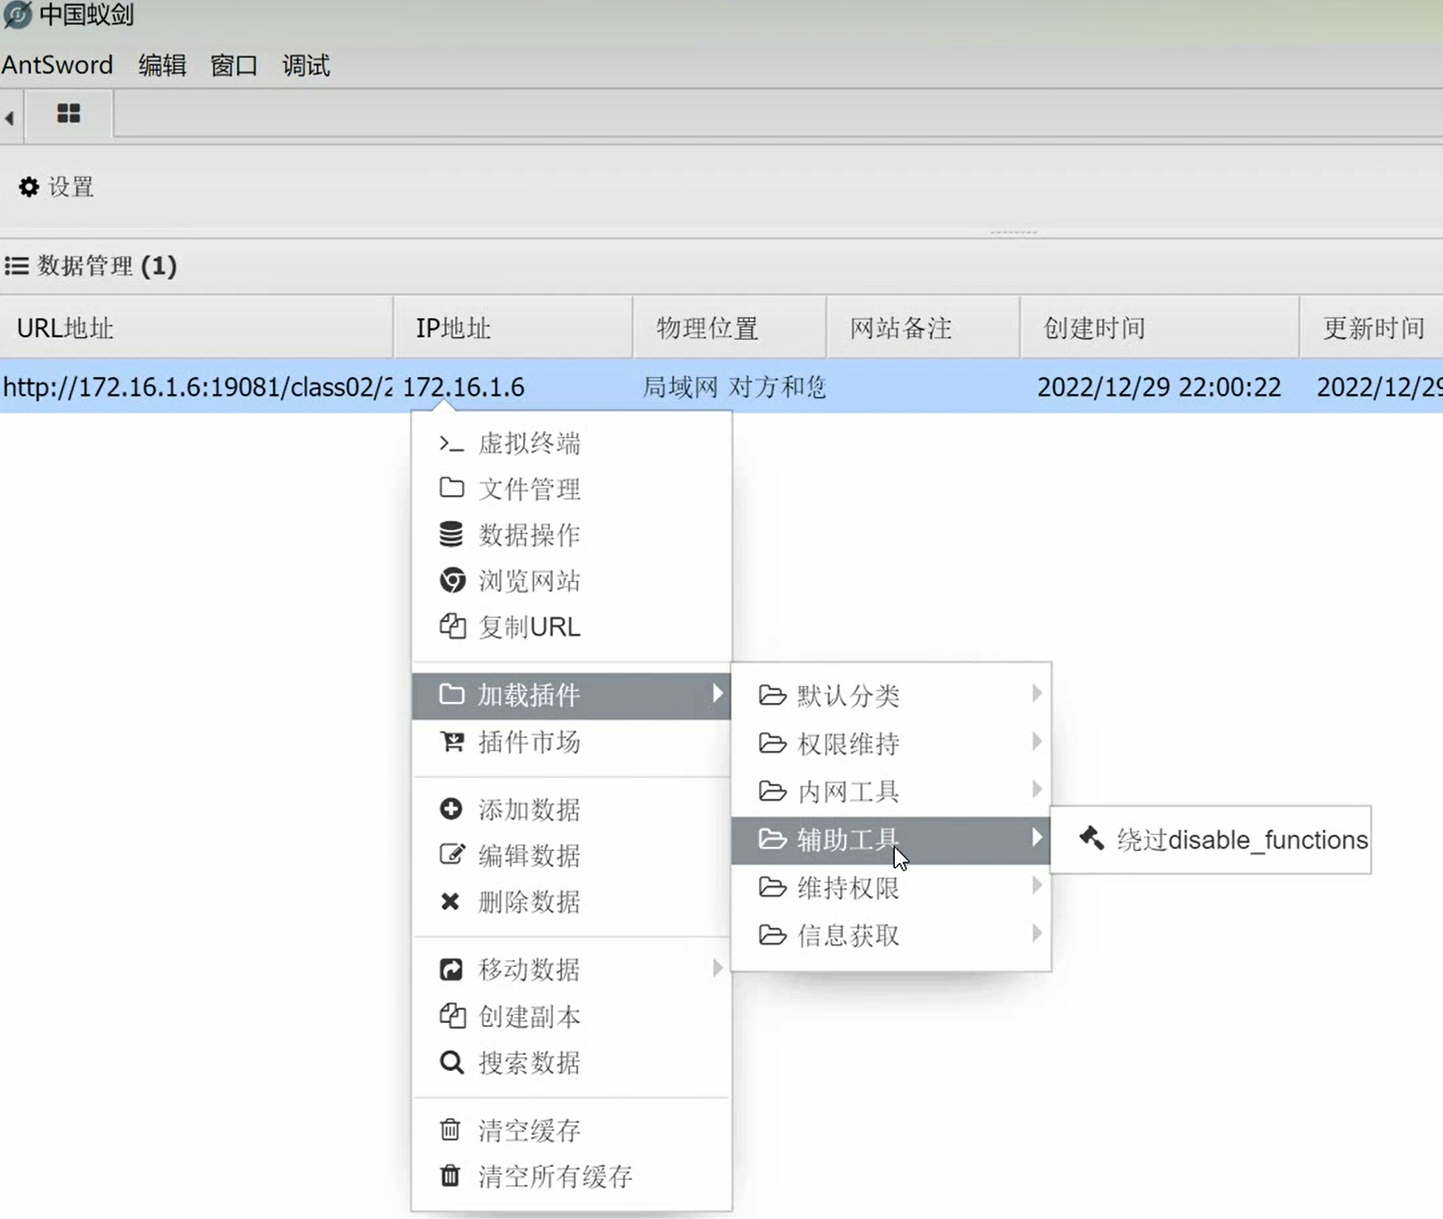 中国蚁剑
AntSword 编辑 窗口 调试
设置
数据管理 (1)
URL地址 IP地址 物理位置 网站备注 创建时间 更新时间
http://172.16.1.6:19081/class02/2 172.16.1.6 局域网 对方和您 2022/12/29 22:00:22 2022/12/29
虚拟终端
文件管理
数据操作
浏览网站
复制URL
加载插件
插件市场
添加数据
编辑数据
删除数据
移动数据
创建副本
搜索数据
清空缓存
清空所有缓存
默认分类
权限维持
内网工具
辅助工具
维持权限
信息获取
绕过disable_functions